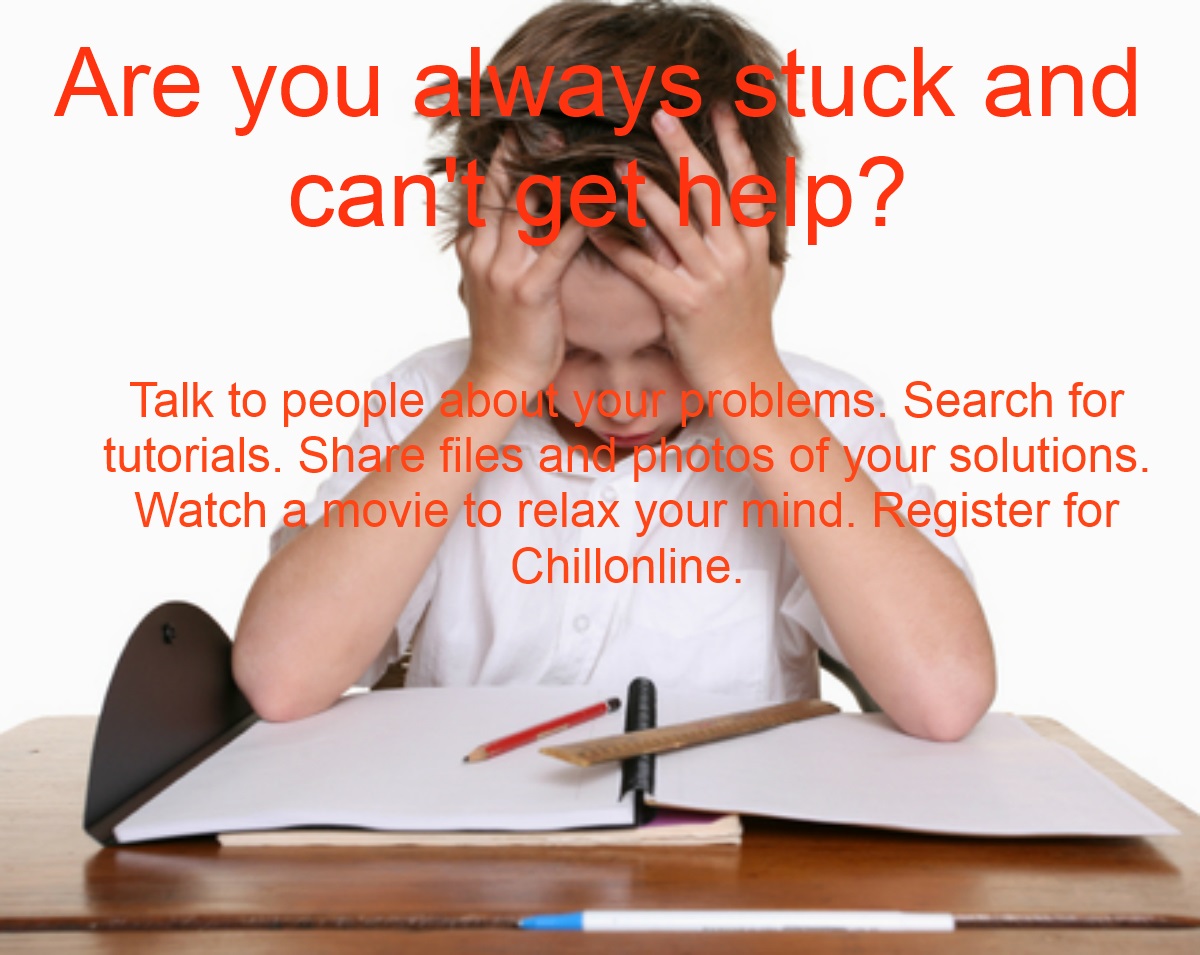 Are you always stuck and
can't get help?
Talk to people about your problems. Search for
tutorials. Share files and photos of your solutions.
Watch a movie to relax your mind. Register for
Chillonline.